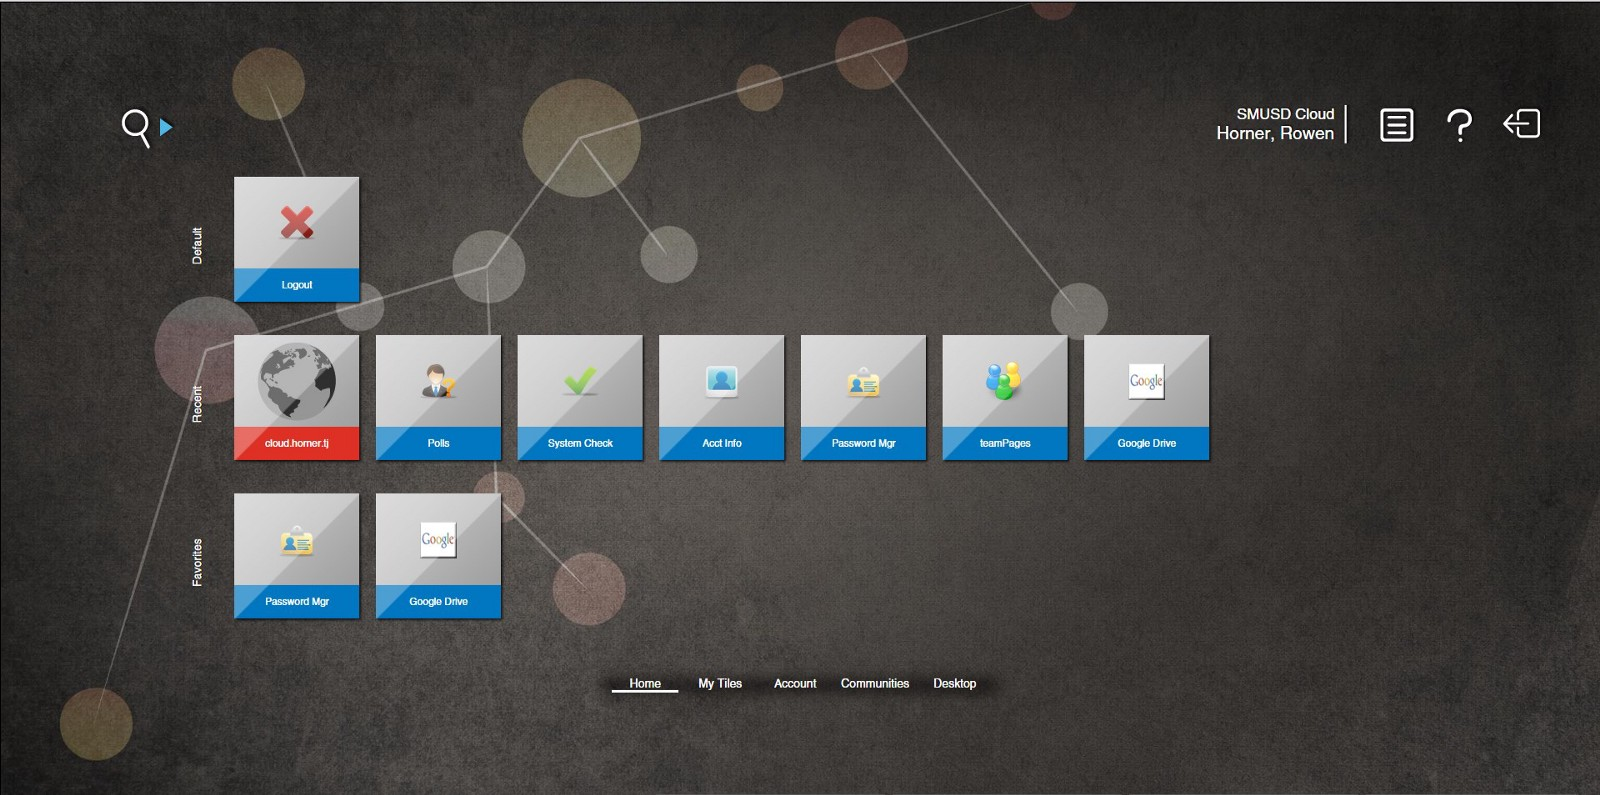 SMUSD Cloud
Horner, Rowen
Default
Logout
Recent
cloud.horner.tj
Polls
System Check
Acct Info
Password Mgr
teamPages
Google
Google Drive
Favorites
Password Mgr
Google
Google Drive
Home
My Tiles
Account
Communities
Desktop